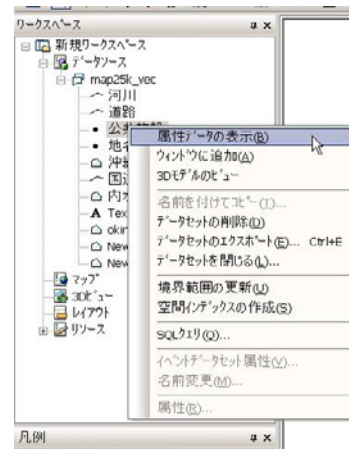 ワークスペース
新規ワークスペース
データソース
map25k_vec
河川
道路
公共施設
属性データの表示(B)
地名
ウィンドウに追加(A)
沖縄
3Dモデルのビュー
国道
内水
名前を付けてコピー(T)...
A Tex
データセットの削除(D)
okin
データセットのエクスポート(E)... Ctrl+E
New
データセットを閉じる(L)...
New
マップ
境界範囲の更新(U)
3Dビュー
空間インデックスの作成(S)
レイアウト
リソース
SQLクエリ(Q)...
イベントデータセット属性(V)...
名前変更(M)...
属性(R)...
凡例